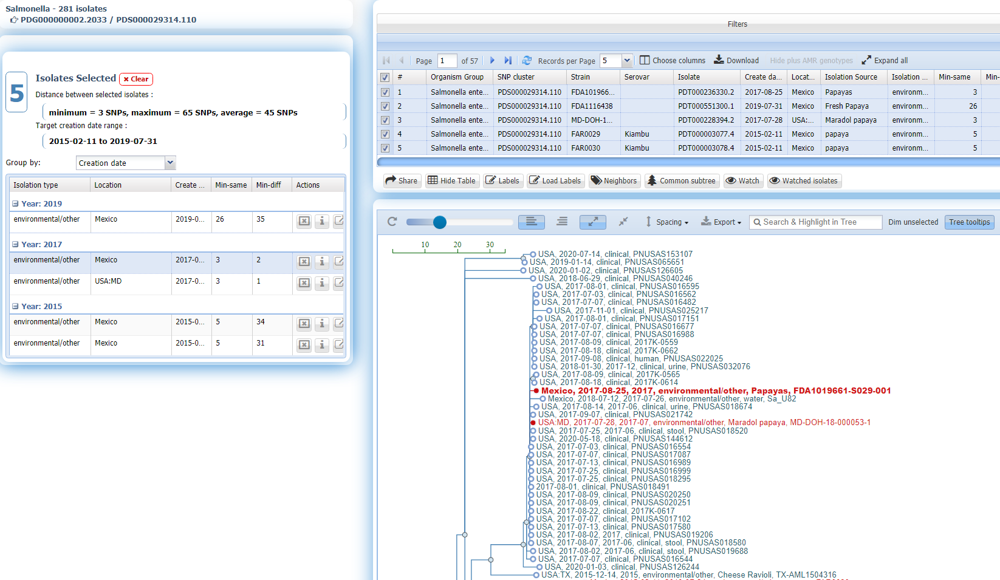 Salmonella - 281 isolates
PDG000000002.2033 / PDS000029314.110
5
Isolates Selected × Clear
Distance between selected isolates :
minimum = 3 SNPs, maximum = 65 SNPs, average = 45 SNPs
Target creation date range :
2015-02-11 to 2019-07-31
Group by: Creation date
Isolation type Location Create ... Min-same Min-diff Actions
Year: 2019
environmental/other Mexico 2019-0... 26 35
Year: 2017
environmental/other Mexico 2017-0... 3 2
environmental/other USA:MD 2017-0... 3 1
Year: 2015
environmental/other Mexico 2015-0... 5 34
environmental/other Mexico 2015-0... 5 31
Filters
Page 1 of 57 Records per Page 5 Choose columns Download Hide plus AMR genotypes Expand all
# Organism Group SNP cluster Strain Serovar Isolate Create da... Locat... Isolation Source Isolation ... Min-same Min-
1 Salmonella ente... PDS000029314.110 FDA101966... PDT000236330.2 2017-08-25 Mexico Papayas environm... 3
2 Salmonella ente... PDS000029314.110 FDA1116438 PDT000551300.1 2019-07-31 Mexico Fresh Papaya environm... 26
3 Salmonella ente... PDS000029314.110 MD-DOH-1... PDT000228394.2 2017-07-28 USA:... Maradol papaya environm... 3
4 Salmonella ente... PDS000029314.110 FAR0029 Kiambu PDT000003077.4 2015-02-11 Mexico papaya environm... 5
5 Salmonella ente... PDS000029314.110 FAR0030 Kiambu PDT000003078.4 2015-02-11 Mexico papaya environm... 5
Share Hide Table Labels Load Labels Neighbors Common subtree Watch Watched isolates
Spacing Export Search & Highlight in Tree Dim unselected Tree tooltips
10 20 30
USA, 2020-07-14, clinical, PNUSAS153107
USA, 2019-01-14, clinical, PNUSAS065651
USA, 2020-01-02, clinical, PNUSAS126605
USA, 2018-06-29, clinical, PNUSAS040246
USA, 2017-08-01, clinical, PNUSAS016595
USA, 2017-07-03, clinical, PNUSAS016562
USA, 2017-07-07, clinical, PNUSAS016482
USA, 2017-11-01, clinical, PNUSAS025217
USA, 2017-08-01, clinical, PNUSAS017151
USA, 2017-07-07, clinical, PNUSAS016677
USA, 2017-07-07, clinical, PNUSAS016988
USA, 2017-08-09, clinical, 2017K-0559
USA, 2017-08-18, clinical, 2017K-0662
USA, 2017-09-08, clinical, human, PNUSAS022025
USA, 2018-01-30, 2017-12, clinical, urine, PNUSAS032076
USA, 2017-08-09, clinical, 2017K-0565
USA, 2017-08-18, clinical, 2017K-0614
Mexico, 2017-08-25, 2017, environmental/other, Papayas, FDA1019661-S029-001
Mexico, 2018-07-12, 2017-07-26, environmental/other, water, Sa_U82
USA, 2017-08-14, 2017-06, clinical, urine, PNUSAS018674
USA, 2017-09-07, clinical, PNUSAS021742
USA:MD, 2017-07-28, 2017-07, environmental/other, Maradol papaya, MD-DOH-18-000053-1
USA, 2017-07-25, 2017-06, clinical, stool, PNUSAS018520
USA, 2020-05-18, clinical, PNUSAS144612
USA, 2017-07-03, clinical, PNUSAS016554
USA, 2017-07-07, clinical, PNUSAS017087
USA, 2017-07-13, clinical, PNUSAS016989
USA, 2017-07-25, clinical, PNUSAS016999
USA, 2017-07-25, clinical, PNUSAS018295
2017-08-01, clinical, PNUSAS018491
USA, 2017-08-09, clinical, PNUSAS020250
USA, 2017-08-09, clinical, PNUSAS020251
USA, 2017-08-22, clinical, 2017K-0617
USA, 2017-07-07, clinical, PNUSAS017102
USA, 2017-07-13, clinical, PNUSAS017580
USA, 2017-08-02, 2017, clinical, PNUSAS019206
USA, 2017-08-07, 2017-06, clinical, stool, PNUSAS018580
USA, 2017-08-02, 2017-06, clinical, stool, PNUSAS019688
USA, 2017-07-07, clinical, PNUSAS016544
USA, 2020-01-03, clinical, PNUSAS126244
USA:TX, 2015-12-14, 2015, environmental/other, Cheese Ravioli, TX-AML1504316